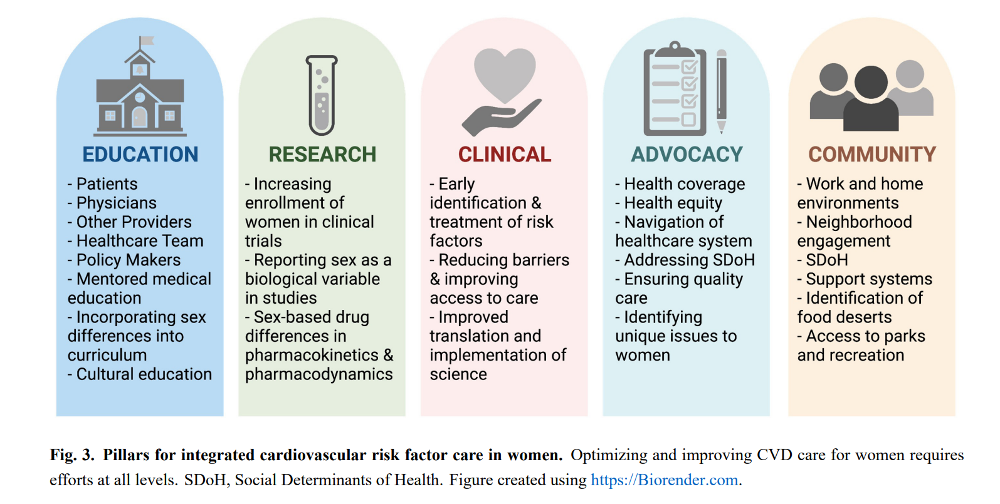 EDUCATION
- Patients
- Physicians
- Other Providers
- Healthcare Team
- Policy Makers
- Mentored medical
education
- Incorporating sex
differences into
curriculum
- Cultural education
RESEARCH
- Increasing
enrollment of
women in clinical
trials
- Reporting sex as a
biological variable
in studies
- Sex-based drug
differences in
pharmacokinetics &
pharmacodynamics
CLINICAL
- Early
identification &
treatment of risk
factors
- Reducing barriers
& improving
access to care
- Improved
translation and
implementation of
science
ADVOCACY
- Health coverage
- Health equity
- Navigation of
healthcare system
- Addressing SDoH
- Ensuring quality
care
- Identifying
unique issues to
women
COMMUNITY
- Work and home
environments
- Neighborhood
engagement
- SDoH
- Support systems
- Identification of
food deserts
- Access to parks
and recreation
Fig. 3. Pillars for integrated cardiovascular risk factor care in women. Optimizing and improving CVD care for women requires
efforts at all levels. SDoH, Social Determinants of Health. Figure created using https://Biorender.com.